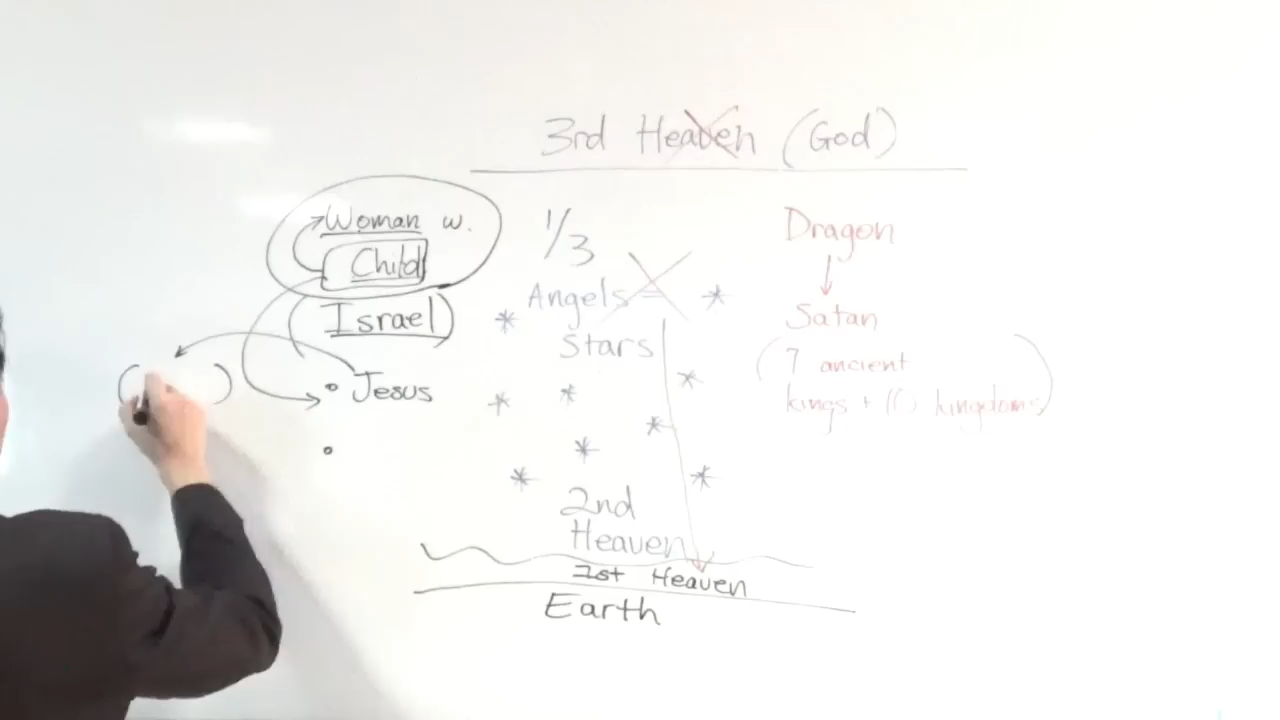 3rd Heaven (God)
Woman w.
Child
Israel)
Jesus
( )
1/3
Angels =
Stars
2nd
Heaven
1st Heaven
Earth
Dragon
Satan
(7 ancient
kings + 10 kingdoms)